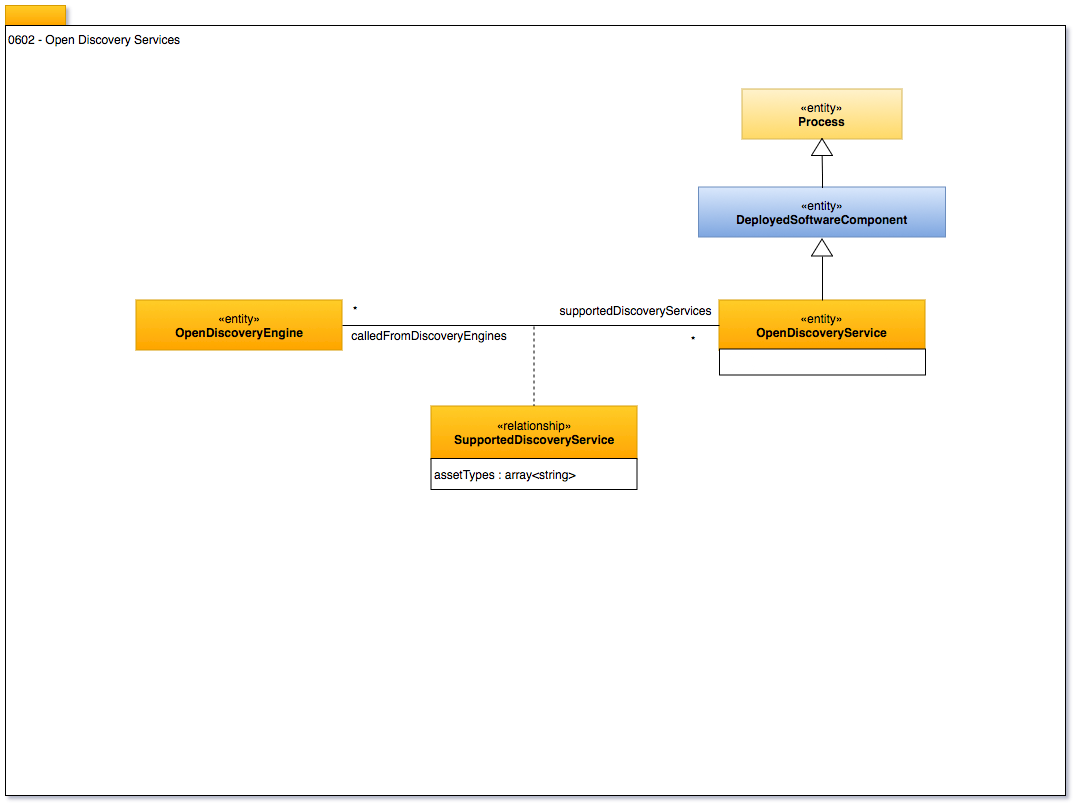 0602 - Open Discovery Services
«entity»
Process
«entity»
DeployedSoftwareComponent
«entity»
OpenDiscoveryEngine
*
calledFromDiscoveryEngines
supportedDiscoveryServices
*
«entity»
OpenDiscoveryService
«relationship»
SupportedDiscoveryService
assetTypes : array<string>